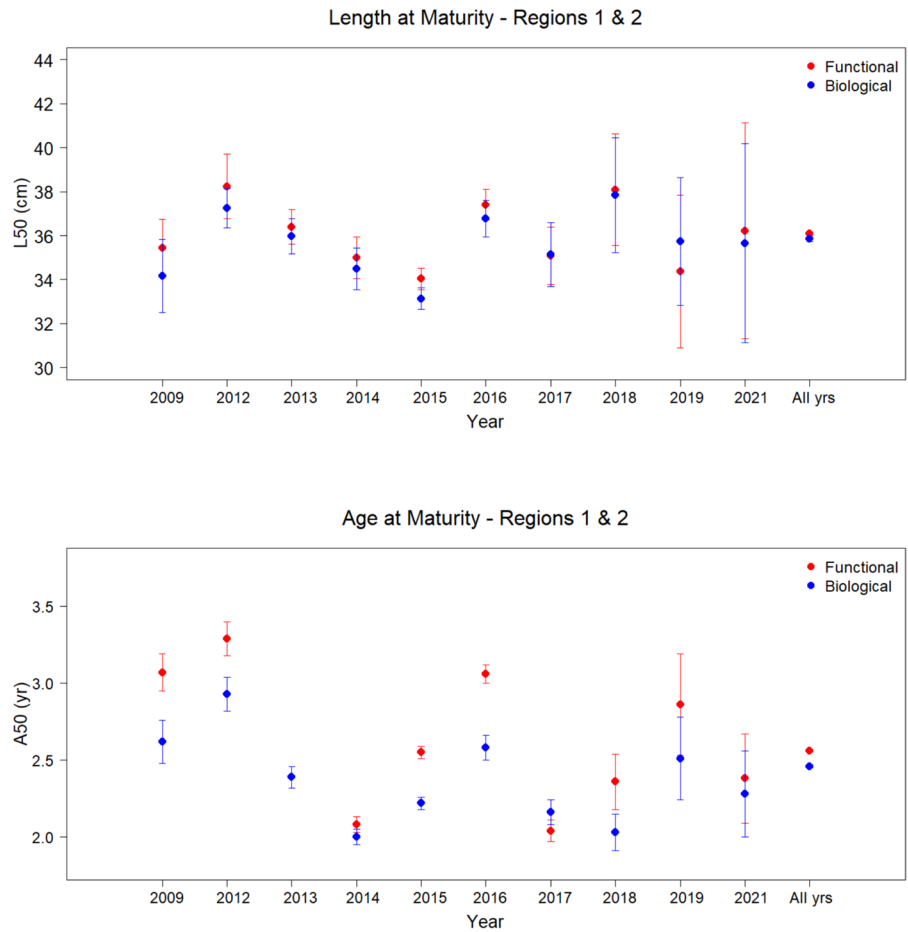 Length at Maturity - Regions 1 & 2
Functional
Biological
L50 (cm)
44
42
40
38
36
34
32
30
2009 2012 2013 2014 2015 2016 2017 2018 2019 2021 All yrs
Year
Age at Maturity - Regions 1 & 2
Functional
Biological
A50 (yr)
3.5
3.0
2.5
2.0
2009 2012 2013 2014 2015 2016 2017 2018 2019 2021 All yrs
Year